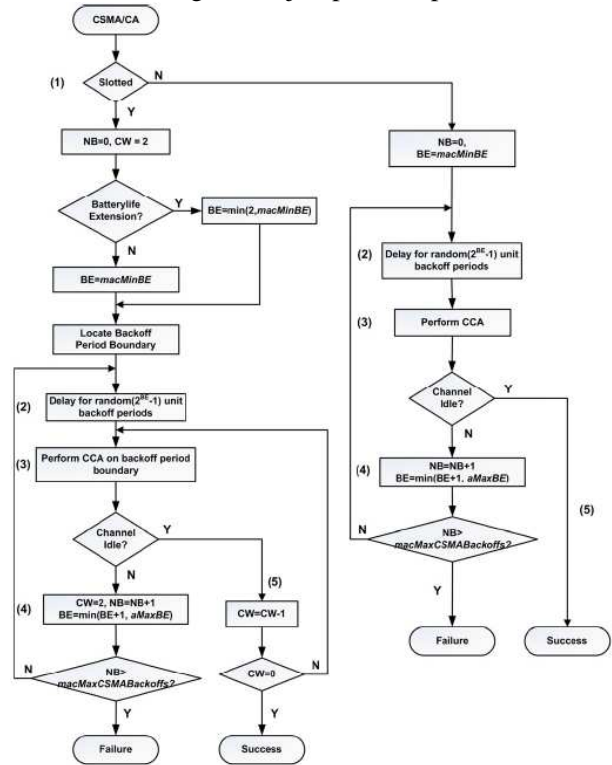 CSMA/CA
(1)
Slotted
N
Y
NB=0, CW = 2
Batterylife
Extension?
Y
BE=min(2,macMinBE)
N
BE=macMinBE
Locate Backoff
Period Boundary
(2)
Delay for random(2^BE-1) unit
backoff periods
(3)
Perform CCA on backoff period
boundary
Channel
Idle?
Y
N
(5)
(4)
CW=2, NB=NB+1
BE=min(BE+1, aMaxBE)
CW=CW-1
N
NB>
macMaxCSMABackoffs?
CW=0
N
Y
Y
Failure
Success
NB=0,
BE=macMinBE
(2)
Delay for random(2^BE-1) unit
backoff periods
(3)
Perform CCA
Channel
Idle?
Y
N
(4)
NB=NB+1
BE=min(BE+1, aMaxBE)
(5)
N
NB>
macMaxCSMABackoffs?
Y
Failure
Success